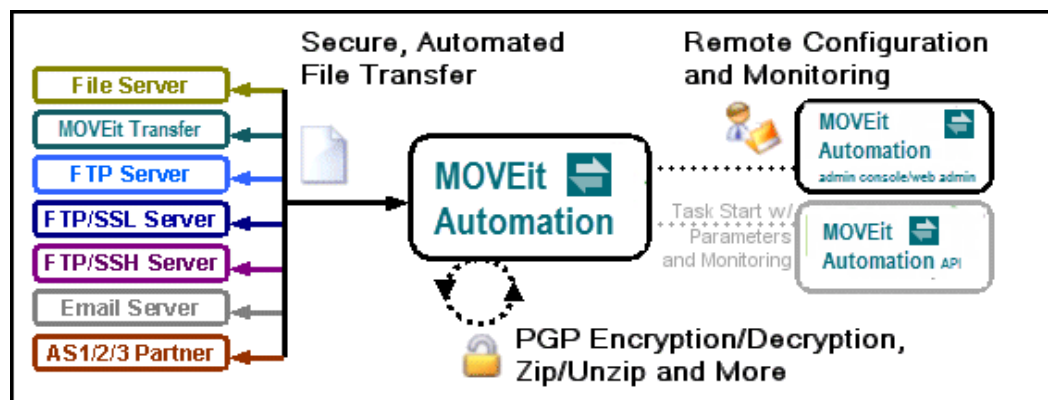 Secure, Automated
File Transfer
Remote Configuration
and Monitoring
File Server
MOVEit Transfer
FTP Server
FTP/SSL Server
FTP/SSH Server
Email Server
AS1/2/3 Partner
MOVEit
Automation
MOVEit
Automation
admin console/web admin
Task Start w/
Parameters
and Monitoring
MOVEit
Automation API
PGP Encryption/Decryption,
Zip/Unzip and More